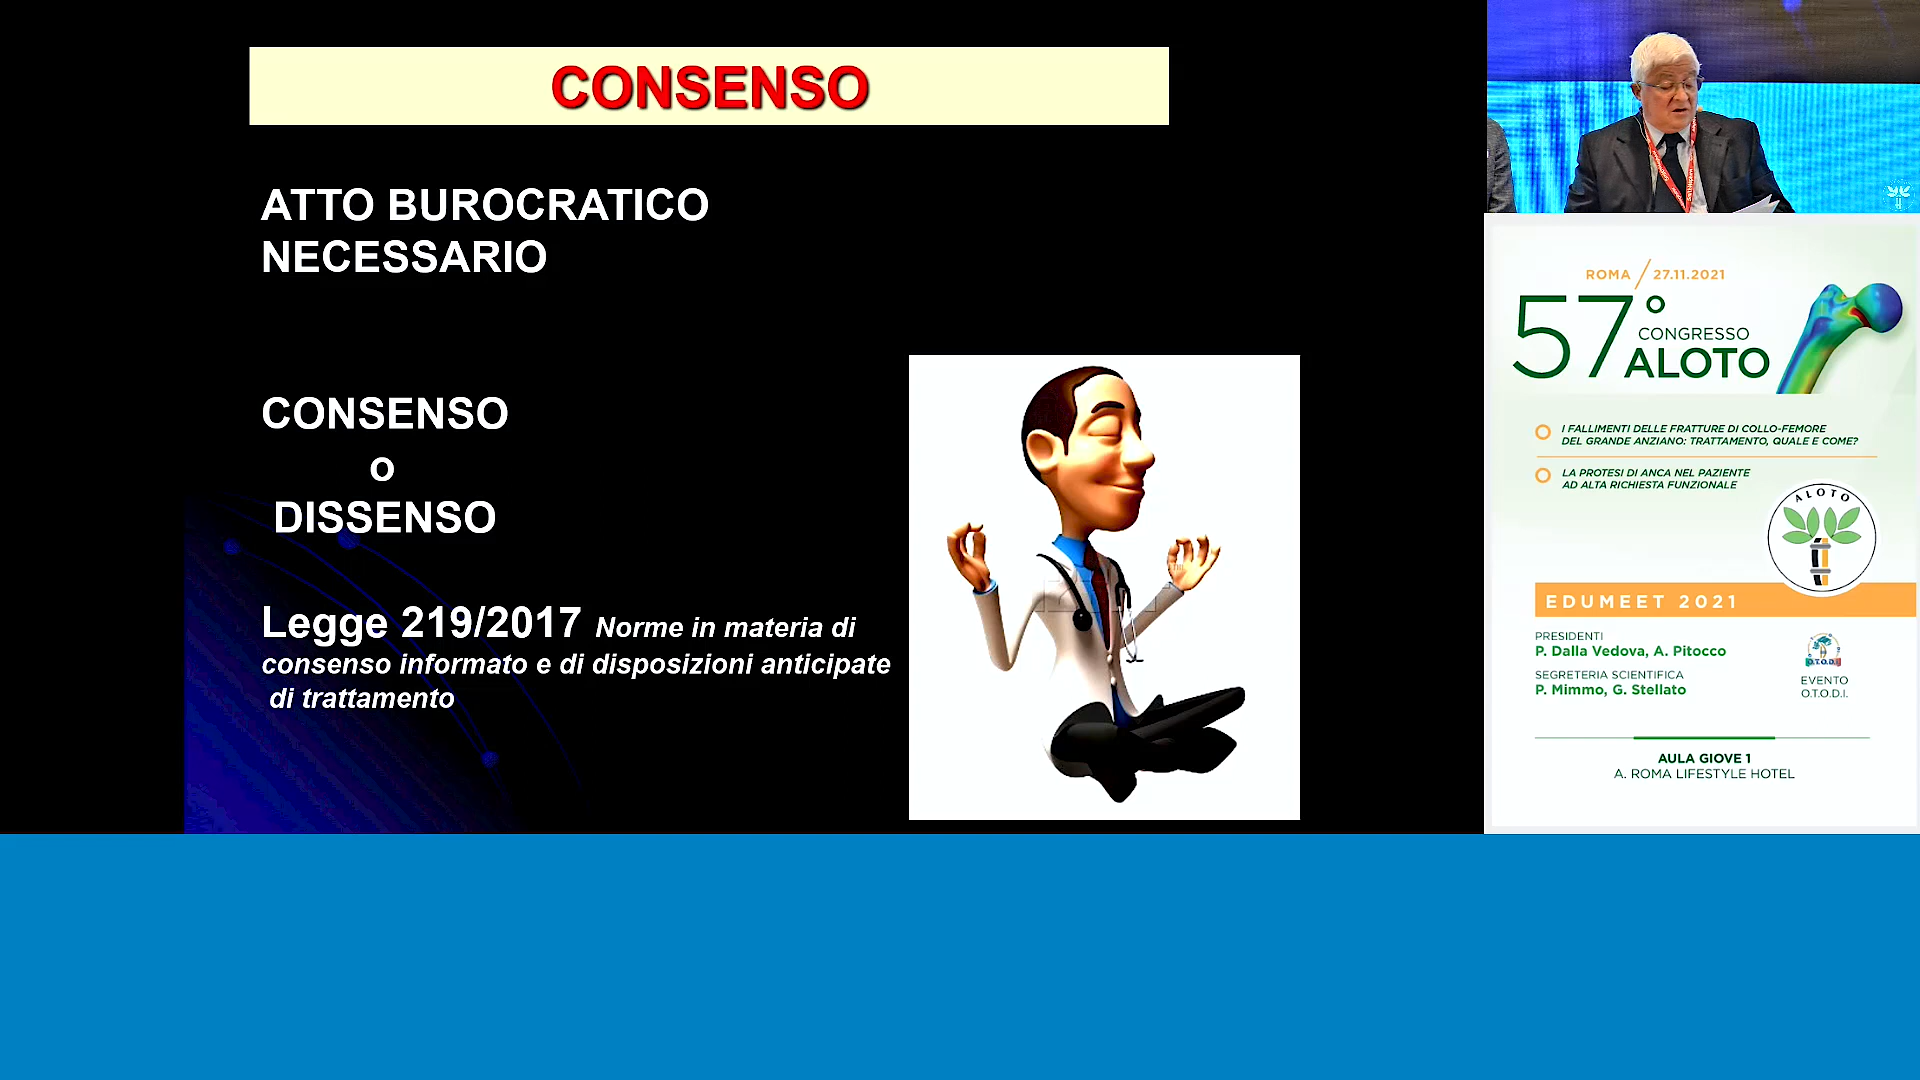 CONSENSO
ATTO BUROCRATICO
NECESSARIO
CONSENSO
o
DISSENSO
Legge 219/2017 Norme in materia di
consenso informato e di disposizioni anticipate
di trattamento
ROMA / 27.11.2021
57°
CONGRESSO
ALOTO
I FALLIMENTI DELLE FRATTURE DI COLLO-FEMORE
DEL GRANDE ANZIANO: TRATTAMENTO, QUALE E COME?
LA PROTESI DI ANCA NEL PAZIENTE
AD ALTA RICHIESTA FUNZIONALE
ALOTO
EDUMEET 2021
PRESIDENTI
P. Dalla Vedova, A. Pitocco
SEGRETERIA SCIENTIFICA
P. Mimmo, G. Stellato
O.T.O.D.I.
EVENTO
O.T.O.D.I.
AULA GIOVE 1
A. ROMA LIFESTYLE HOTEL